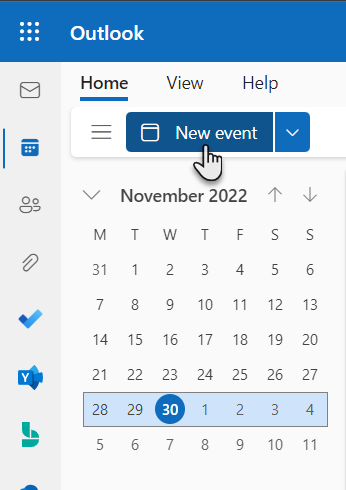 Outlook
Home View Help
New event
November 2022
M T W T F S S
31 1 2 3 4 5 6
7 8 9 10 11 12 13
14 15 16 17 18 19 20
21 22 23 24 25 26 27
28 29 30 1 2 3 4
5 6 7 8 9 10 11